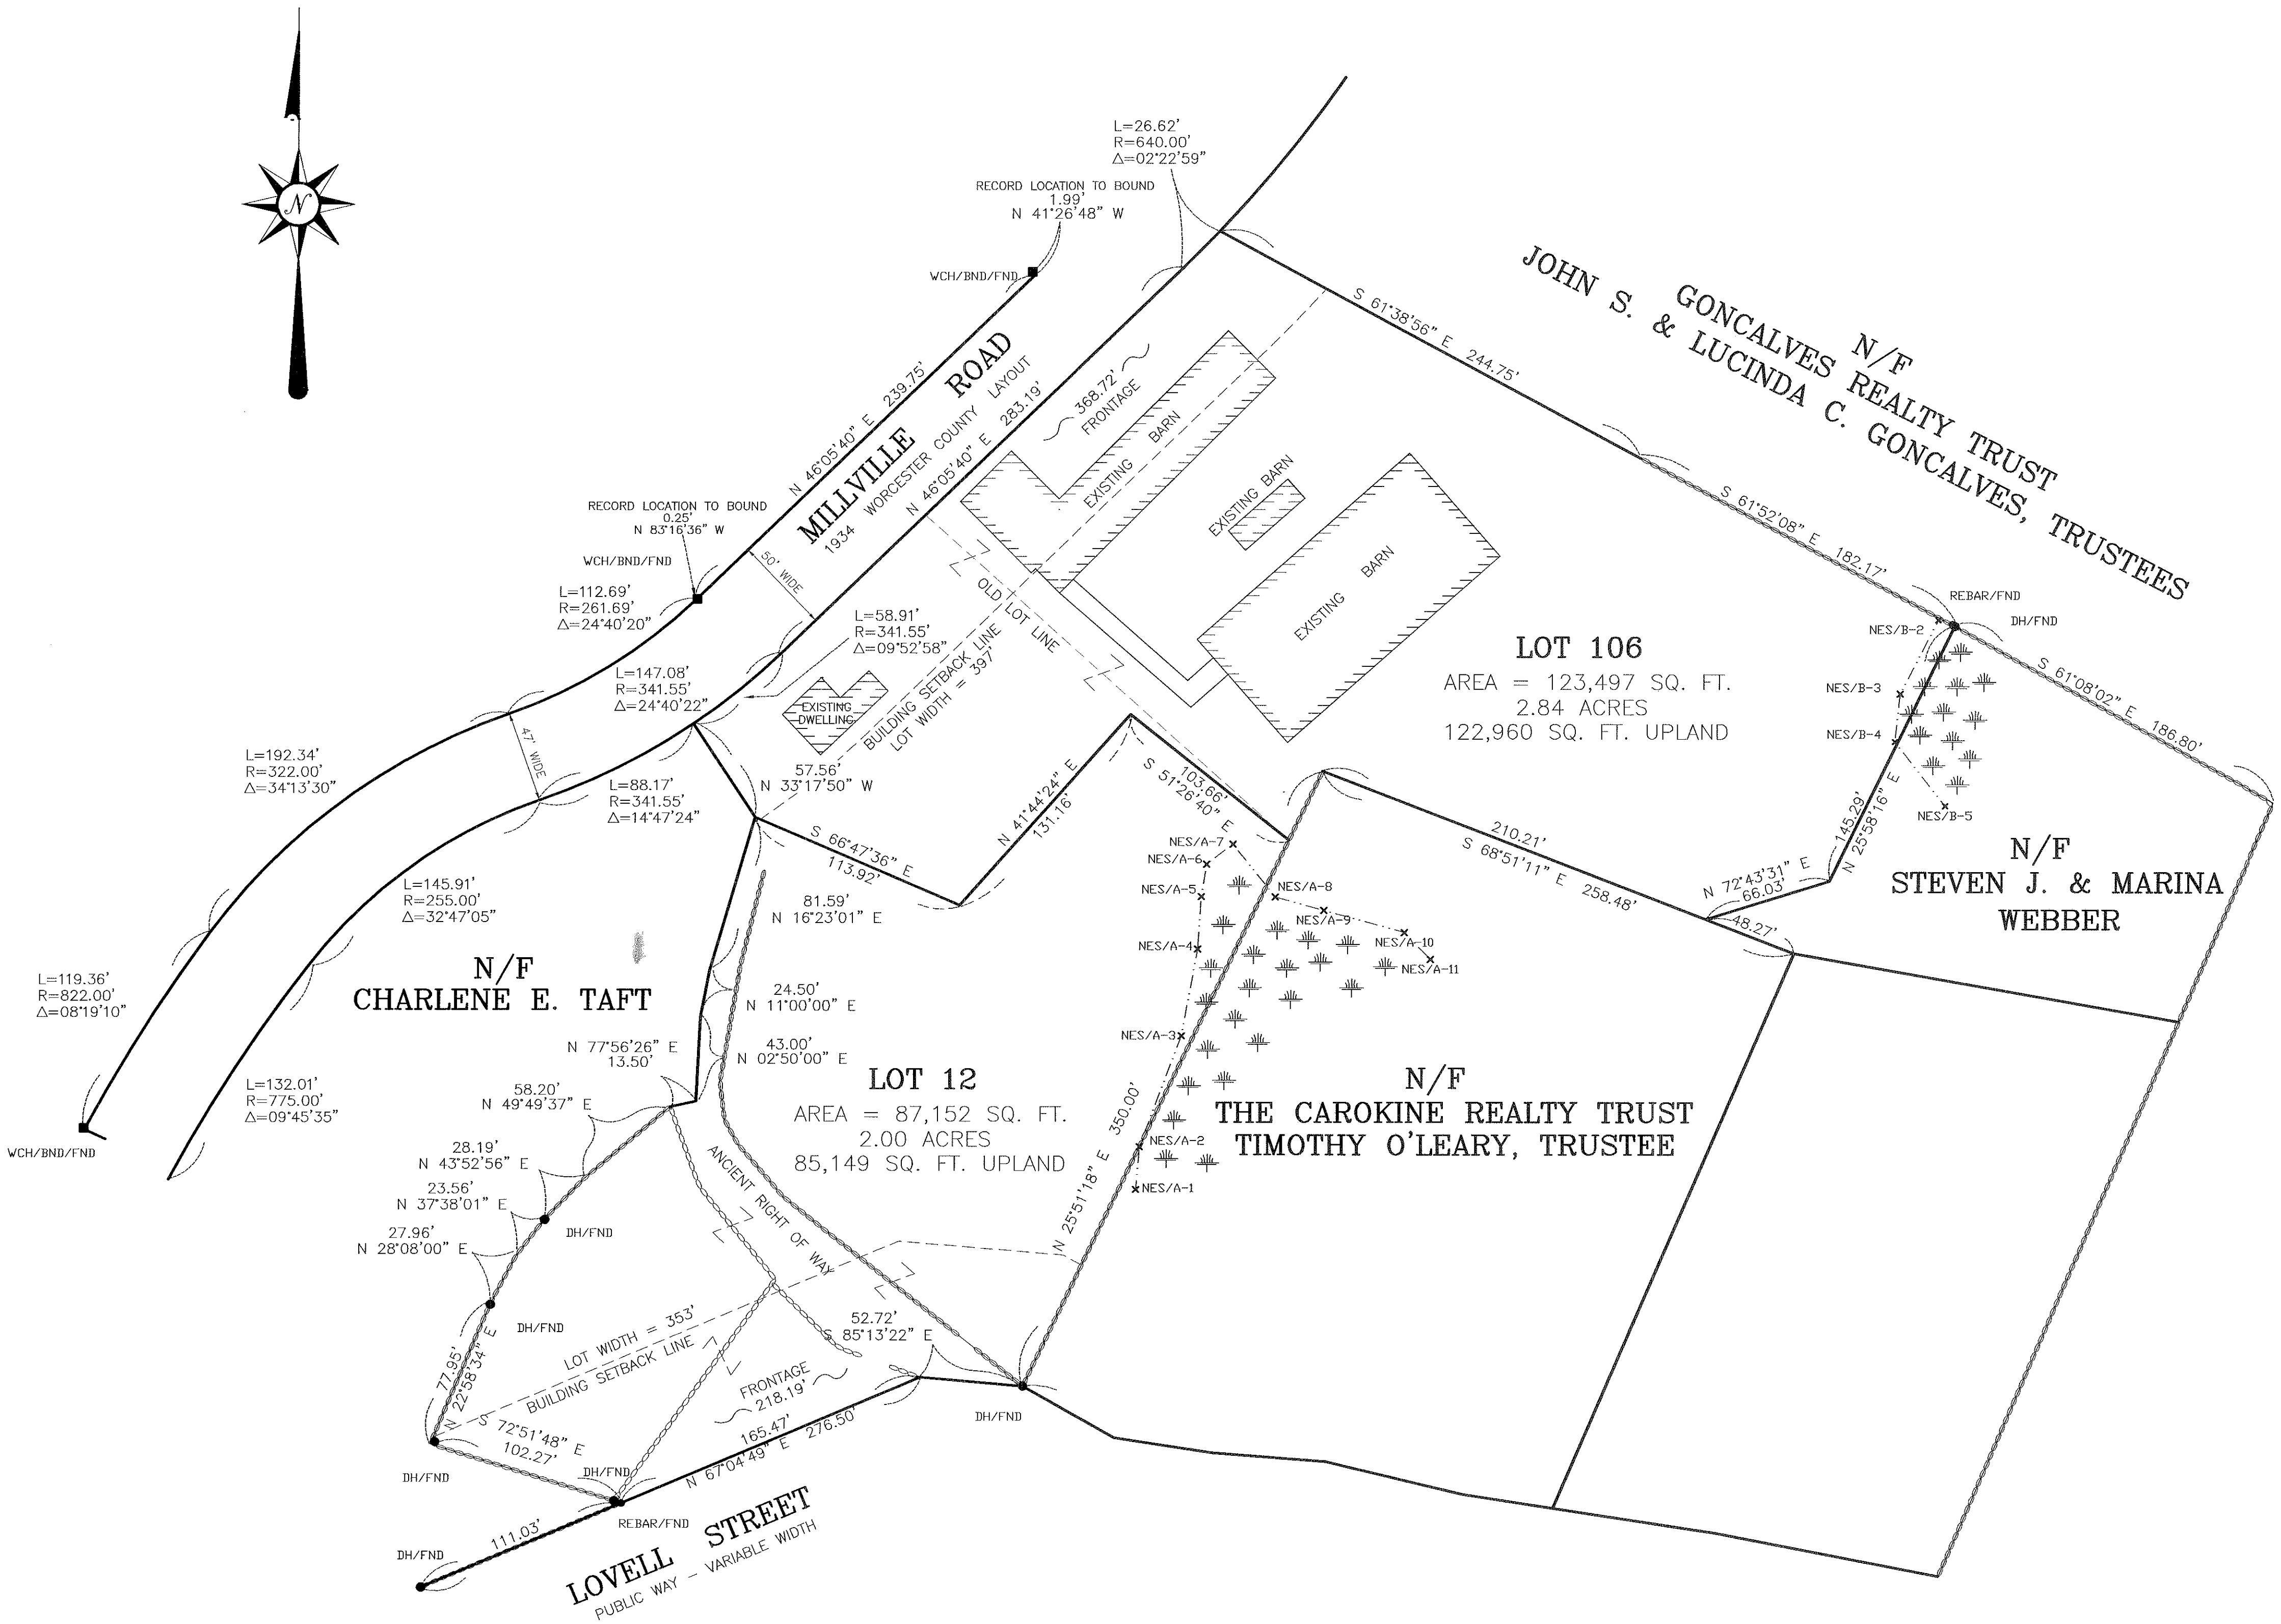 N
L=26.62'
R=640.00'
Δ=02°22'59"
RECORD LOCATION TO BOUND
1.99'
N 41°26'48" W
WCH/BND/FND
N 46°05'40" E 239.75'
MILLVILLE ROAD
1934 WORCESTER COUNTY LAYOUT
N 46°05'40" E 283.19'
368.72'
FRONTAGE
EXISTING BARN
EXISTING BARN
EXISTING BARN
S 61°38'56" E 244.75'
N/F
GONCALVES REALTY TRUST
JOHN S. & LUCINDA C. GONCALVES, TRUSTEES
S 61°52'08" E 182.17'
REBAR/FND
DH/FND
S 61°08'02" E 186.80'
RECORD LOCATION TO BOUND
0.25'
N 83°16'36" W
WCH/BND/FND
50' WIDE
L=112.69'
R=261.69'
Δ=24°40'20"
L=58.91'
R=341.55'
Δ=09°52'58"
L=147.08'
R=341.55'
Δ=24°40'22"
OLD LOT LINE
BUILDING SETBACK LINE
LOT WIDTH = 397'
EXISTING
DWELLING
LOT 106
AREA = 123,497 SQ. FT.
2.84 ACRES
122,960 SQ. FT. UPLAND
NES/B-2
NES/B-3
NES/B-4
NES/B-5
145.29'
N 25°58'16" E
N/F
STEVEN J. & MARINA
WEBBER
L=192.34'
R=322.00'
Δ=34°13'30"
47' WIDE
L=88.17'
R=341.55'
Δ=14°47'24"
57.56'
N 33°17'50" W
S 66°47'36" E
113.92'
N 41°44'24" E
131.16'
103.66'
S 51°26'40" E
210.21'
S 68°51'11" E 258.48'
N 72°43'31" E
66.03'
48.27'
L=145.91'
R=255.00'
Δ=32°47'05"
81.59'
N 16°23'01" E
NES/A-7
NES/A-6
NES/A-5
NES/A-8
NES/A-9
NES/A-4
NES/A-10
NES/A-11
NES/A-3
NES/A-2
NES/A-1
N/F
CHARLENE E. TAFT
24.50'
N 11°00'00" E
43.00'
N 02°50'00" E
N 77°56'26" E
13.50'
L=119.36'
R=822.00'
Δ=08°19'10"
WCH/BND/FND
L=132.01'
R=775.00'
Δ=09°45'35"
58.20'
N 49°49'37" E
28.19'
N 43°52'56" E
23.56'
N 37°38'01" E
DH/FND
27.96'
N 28°08'00" E
DH/FND
LOT 12
AREA = 87,152 SQ. FT.
2.00 ACRES
85,149 SQ. FT. UPLAND
ANCIENT RIGHT OF WAY
N 25°51'18" E 350.00'
N/F
THE CAROKINE REALTY TRUST
TIMOTHY O'LEARY, TRUSTEE
77.95'
N 22°58'34" E
LOT WIDTH = 353'
BUILDING SETBACK LINE
52.72'
S 85°13'22" E
FRONTAGE
218.19'
S 72°51'48" E
102.27'
DH/FND
DH/FND
165.47'
N 67°04'49" E 276.50'
DH/FND
REBAR/FND
111.03'
DH/FND
LOVELL STREET
PUBLIC WAY - VARIABLE WIDTH